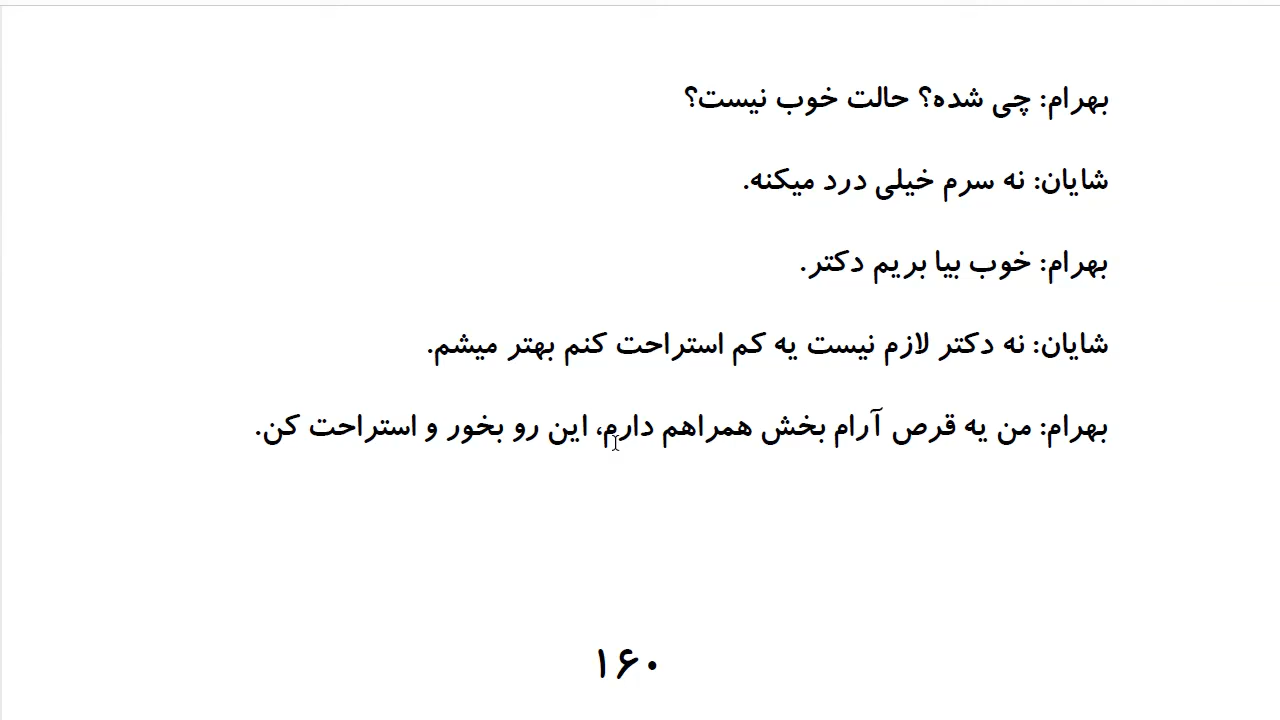 بهرام: چی شده؟ حالت خوب نیست؟
شایان: نه سرم خیلی درد میکنه.
بهرام: خوب بیا بریم دکتر.
شایان: نه دکتر لازم نیست یه کم استراحت کنم بهتر میشم.
بهرام: من یه قرص آرام بخش همراهم دارم، این رو بخور و استراحت کن.
۱۶۰